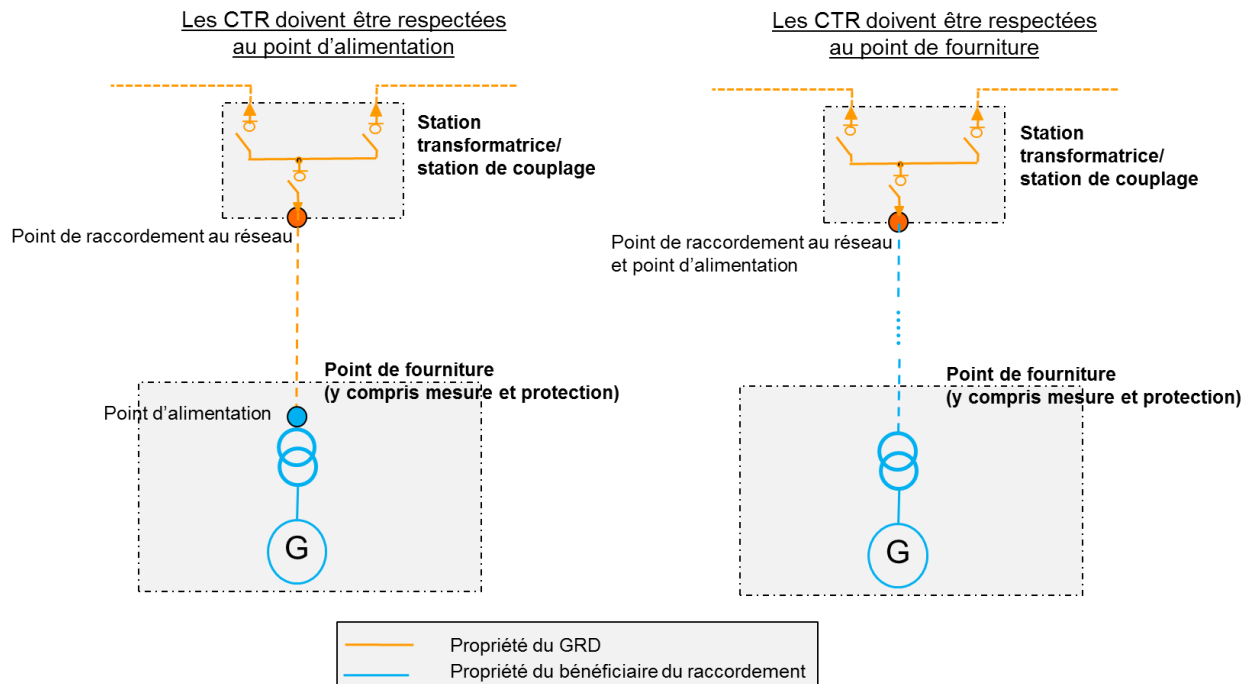 Les CTR doivent être respectées
au point d'alimentation
Station
transformatrice/
station de couplage
Point de raccordement au réseau
Point de fourniture
(y compris mesure et protection)
Point d'alimentation
G
Les CTR doivent être respectées
au point de fourniture
Station
transformatrice/
station de couplage
Point de raccordement au réseau
et point d'alimentation
Point de fourniture
(y compris mesure et protection)
G
Propriété du GRD
Propriété du bénéficiaire du raccordement